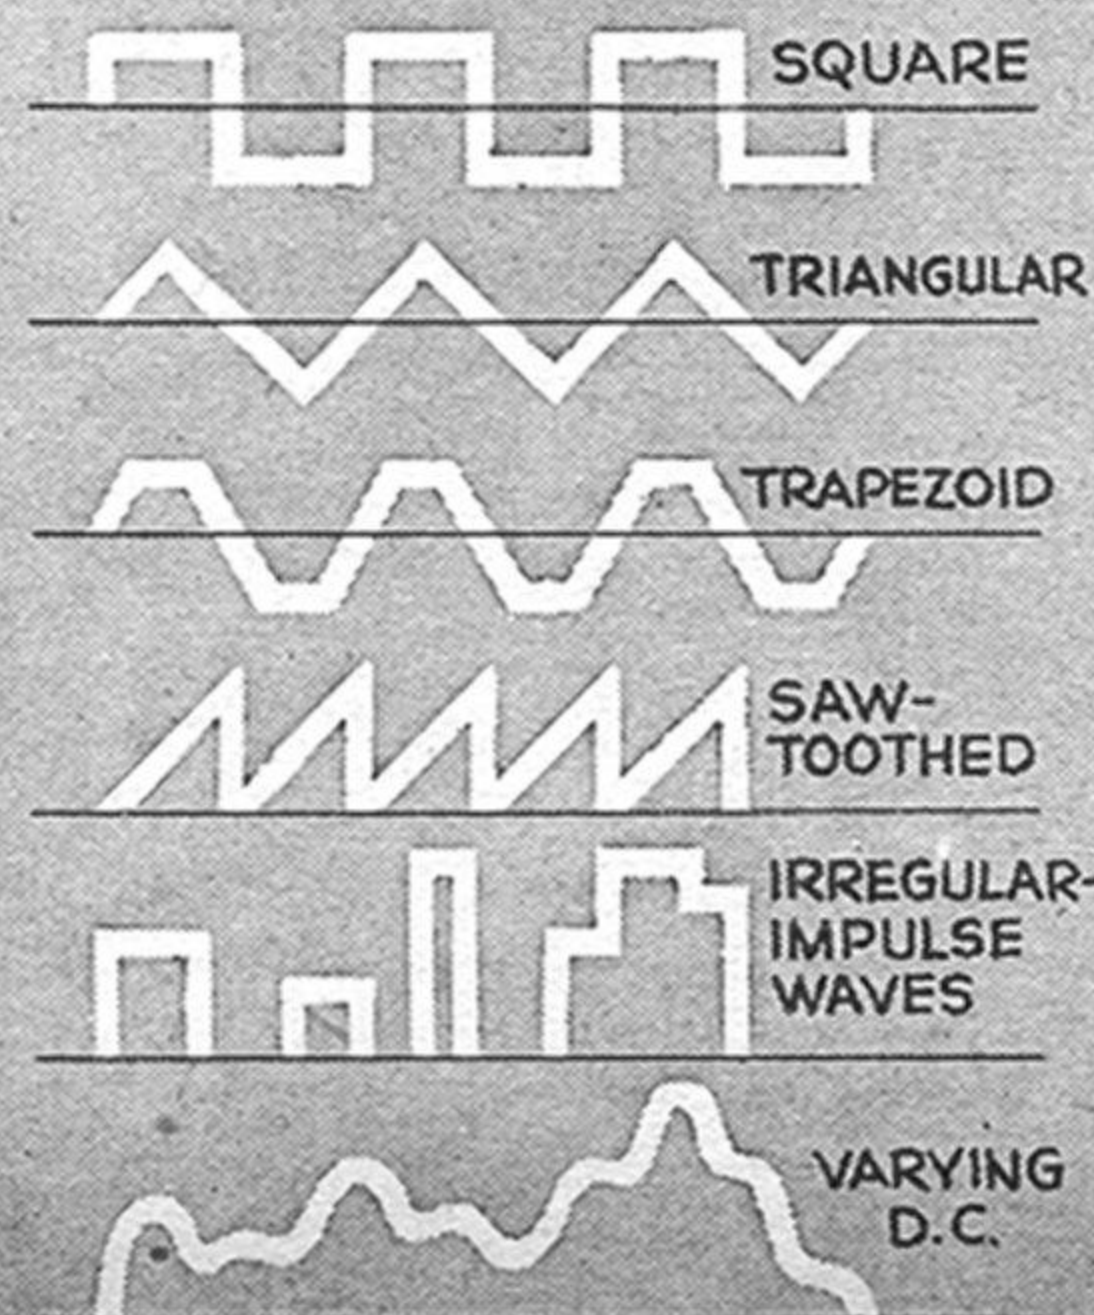 SQUARE
TRIANGULAR
TRAPEZOID
SAW-
TOOTHED
IRREGULAR-
IMPULSE
WAVES
VARYING
D.C.